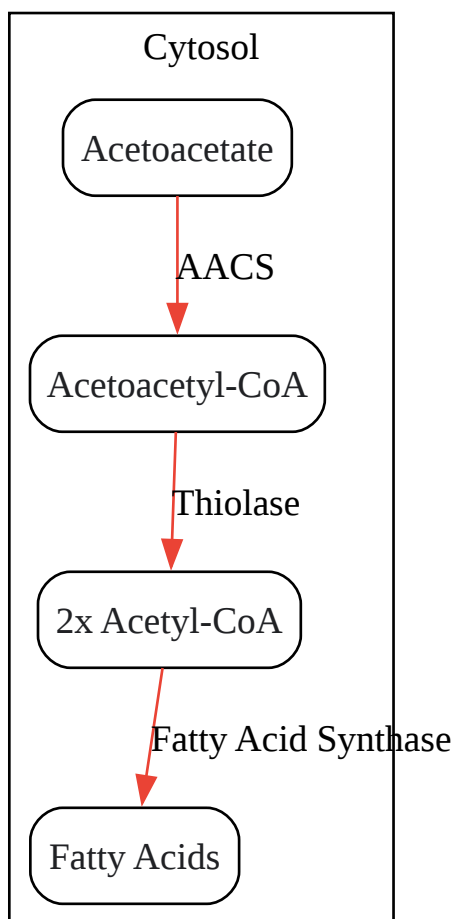 Cytosol
Acetoacetate
AACS
Acetoacetyl-CoA
Thiolase
2x Acetyl-CoA
Fatty Acid Synthase
Fatty Acids